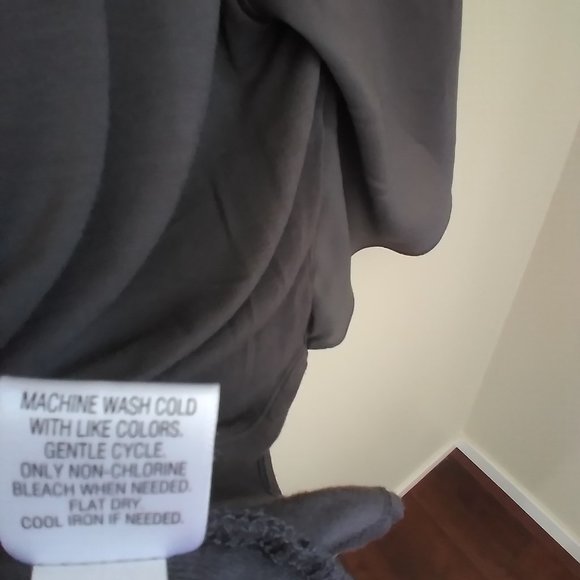 MACHINE WASH COLD
WITH LIKE COLORS.
GENTLE CYCLE.
ONLY NON-CHLORINE
BLEACH WHEN NEEDED.
FLAT DRY.
COOL IRON IF NEEDED.